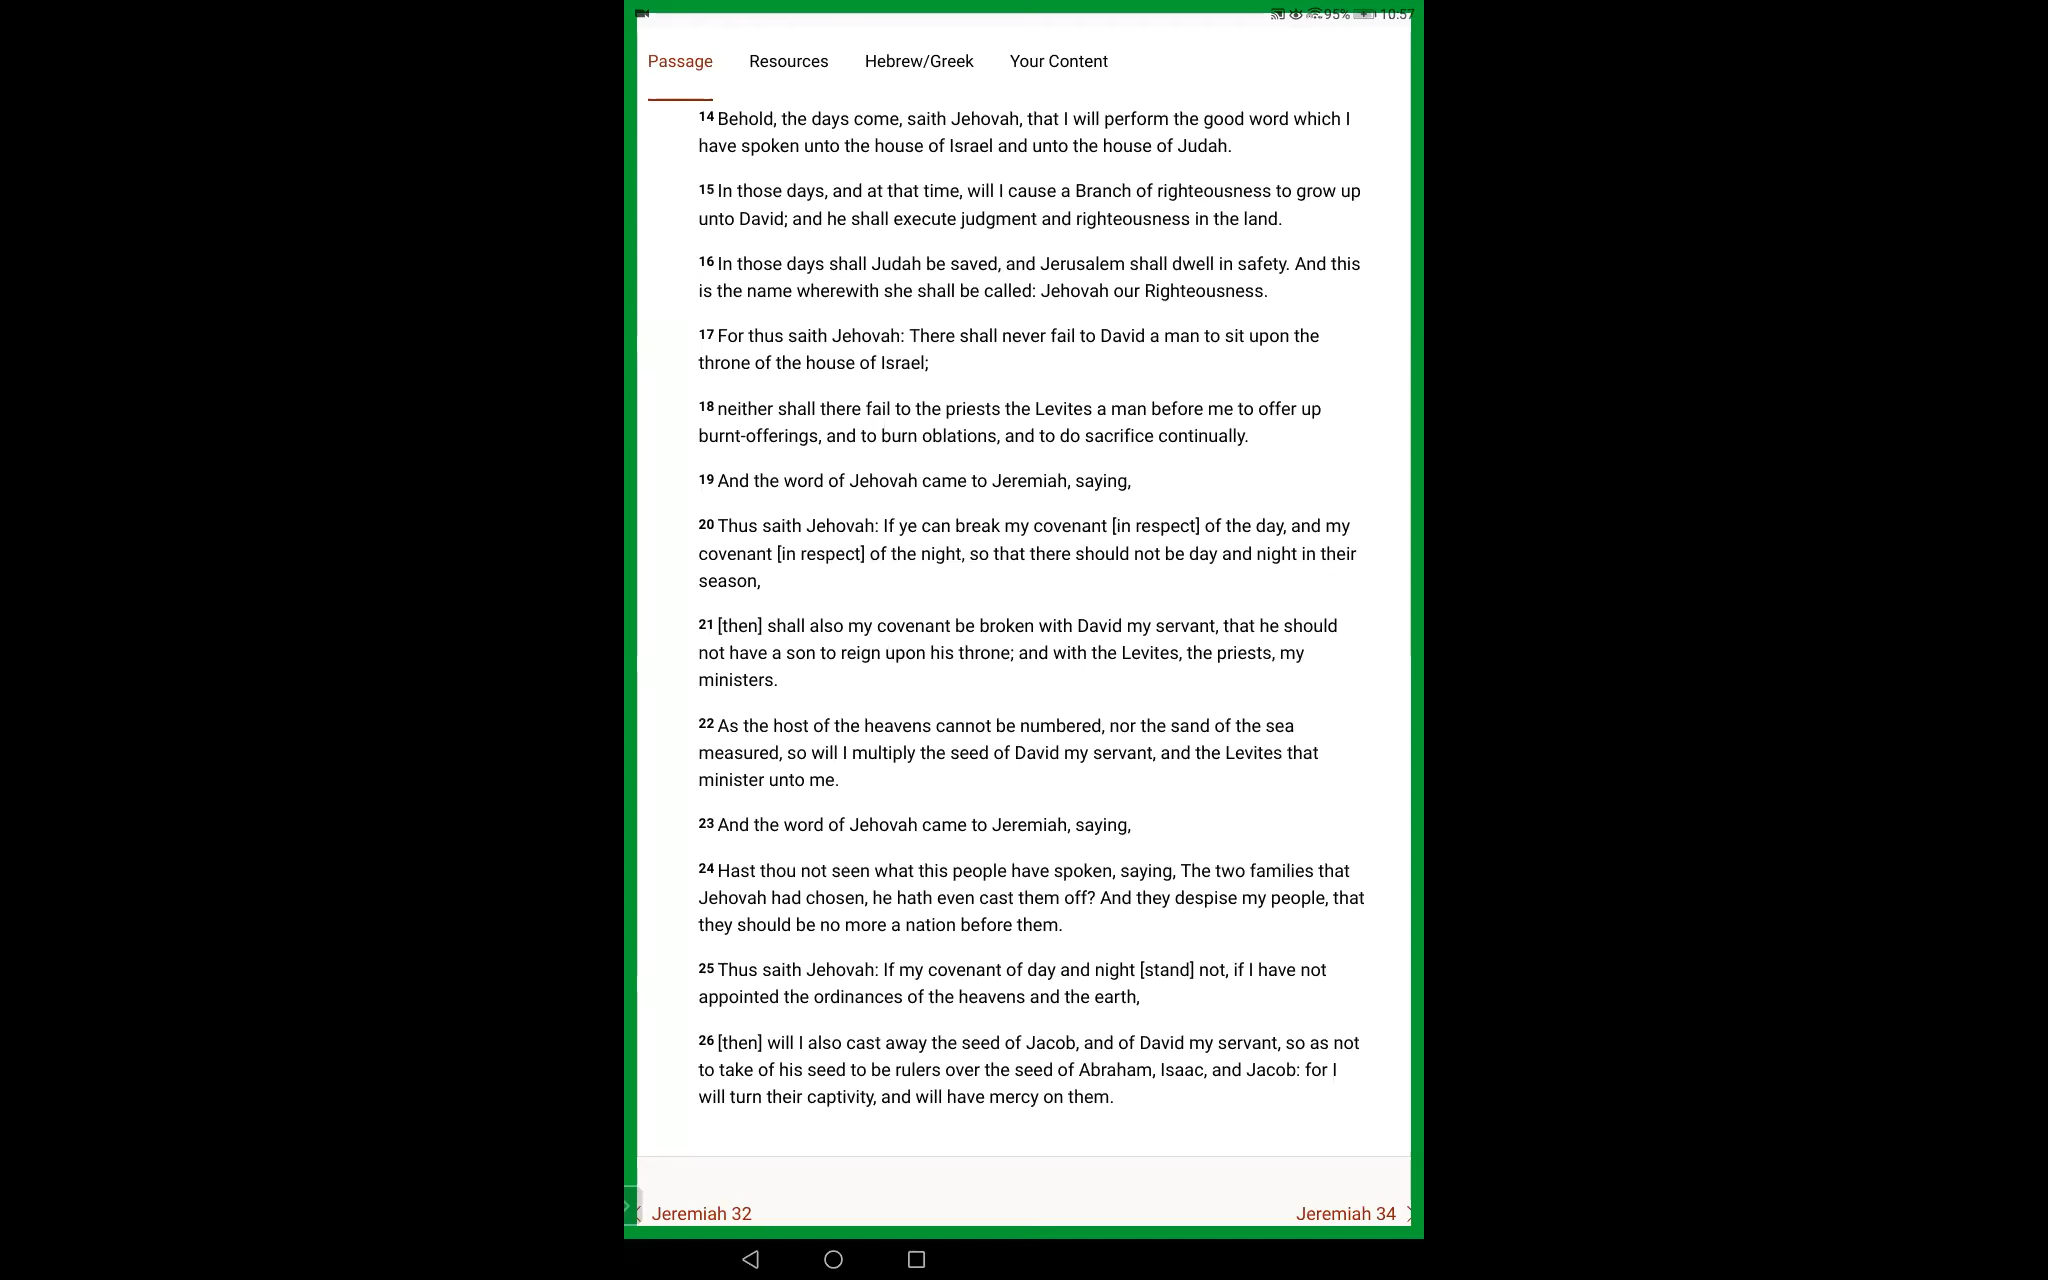 95% 10:57
Passage Resources Hebrew/Greek Your Content
14 Behold, the days come, saith Jehovah, that I will perform the good word which I
have spoken unto the house of Israel and unto the house of Judah.
15 In those days, and at that time, will I cause a Branch of righteousness to grow up
unto David; and he shall execute judgment and righteousness in the land.
16 In those days shall Judah be saved, and Jerusalem shall dwell in safety. And this
is the name wherewith she shall be called: Jehovah our Righteousness.
17 For thus saith Jehovah: There shall never fail to David a man to sit upon the
throne of the house of Israel;
18 neither shall there fail to the priests the Levites a man before me to offer up
burnt-offerings, and to burn oblations, and to do sacrifice continually.
19 And the word of Jehovah came to Jeremiah, saying,
20 Thus saith Jehovah: If ye can break my covenant [in respect] of the day, and my
covenant [in respect] of the night, so that there should not be day and night in their
season,
21 [then] shall also my covenant be broken with David my servant, that he should
not have a son to reign upon his throne; and with the Levites, the priests, my
ministers.
22 As the host of the heavens cannot be numbered, nor the sand of the sea
measured, so will I multiply the seed of David my servant, and the Levites that
minister unto me.
23 And the word of Jehovah came to Jeremiah, saying,
24 Hast thou not seen what this people have spoken, saying, The two families that
Jehovah had chosen, he hath even cast them off? And they despise my people, that
they should be no more a nation before them.
25 Thus saith Jehovah: If my covenant of day and night [stand] not, if I have not
appointed the ordinances of the heavens and the earth,
26 [then] will I also cast away the seed of Jacob, and of David my servant, so as not
to take of his seed to be rulers over the seed of Abraham, Isaac, and Jacob: for I
will turn their captivity, and will have mercy on them.
Jeremiah 32 Jeremiah 34